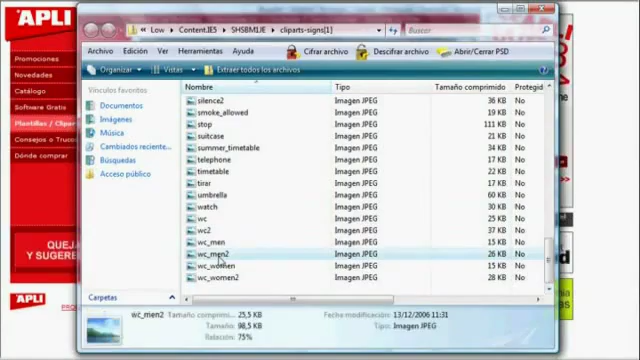 APLI
Promociones
Novedades
Catálogo
Software Gratis
Plantillas / Clipar
Consejos o Trucos
Dónde comprar
QUEJA
Y SUGERE
APLI
Low ▸ Content.IE5 ▸ SHSBM1JE ▸ cliparts-signs[1]
Buscar
Archivo Edición Ver Herramientas Ayuda Cifrar archivo Descifrar archivo Abrir/Cerrar PSD
Organizar Vistas Extraer todos los archivos
Vínculos favoritos
Documentos
Imágenes
Música
Cambiados reciente...
Búsquedas
Acceso público
Carpetas
Nombre Tipo Tamaño comprimido Protegid
silence2 Imagen JPEG 36 KB No
smoke_allowed Imagen JPEG 20 KB No
stop Imagen JPEG 111 KB No
suitcase Imagen JPEG 21 KB No
summer_timetable Imagen JPEG 34 KB No
telephone Imagen JPEG 17 KB No
timetable Imagen JPEG 22 KB No
tirar Imagen JPEG 17 KB No
umbrella Imagen JPEG 60 KB No
watch Imagen JPEG 30 KB No
wc Imagen JPEG 25 KB No
wc2 Imagen JPEG 37 KB No
wc_men Imagen JPEG 15 KB No
wc_men2 Imagen JPEG 26 KB No
wc_women Imagen JPEG 15 KB No
wc_women2 Imagen JPEG 28 KB No
wc_men2 Tamaño comprimi... 25,5 KB Fecha modificación: 13/12/2006 11:31
Tamaño: 98,5 KB Tipo: Imagen JPEG
Relación: 75%